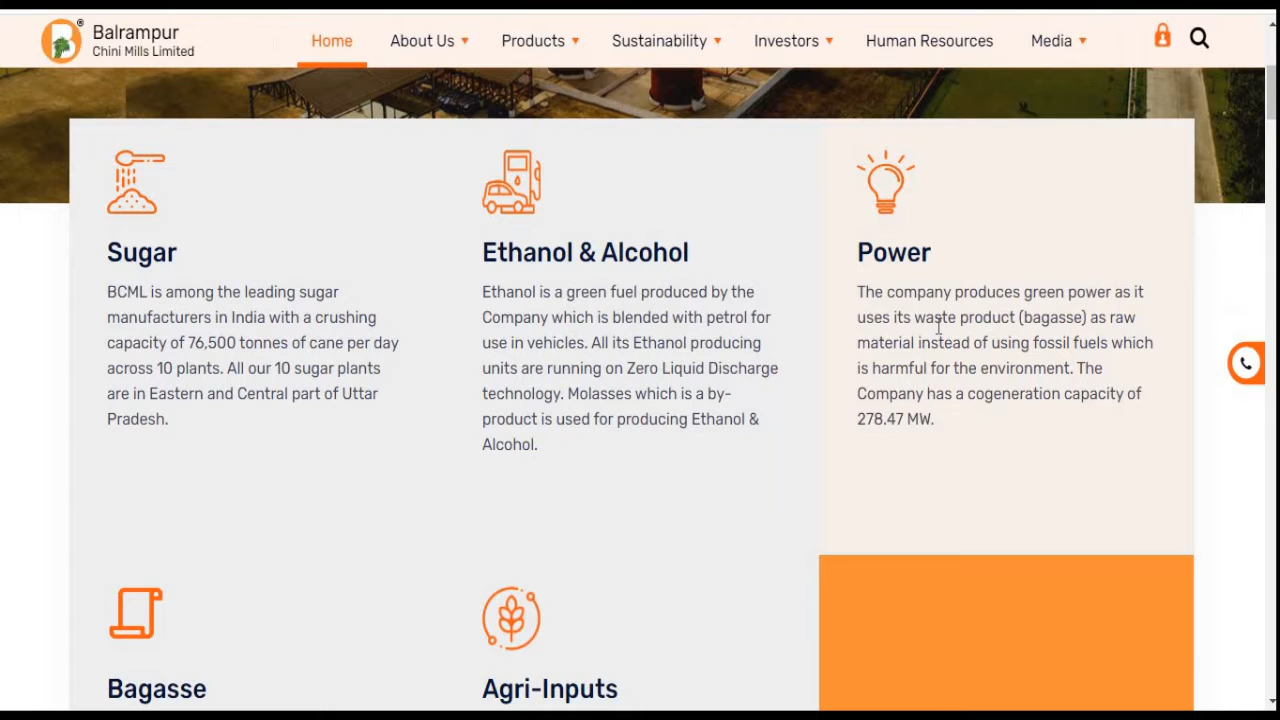 Balrampur
Chini Mills Limited
Home
About Us
Products
Sustainability
Investors
Human Resources
Media
Sugar
BCML is among the leading sugar
manufacturers in India with a crushing
capacity of 76,500 tonnes of cane per day
across 10 plants. All our 10 sugar plants
are in Eastern and Central part of Uttar
Pradesh.
Ethanol & Alcohol
Ethanol is a green fuel produced by the
Company which is blended with petrol for
use in vehicles. All its Ethanol producing
units are running on Zero Liquid Discharge
technology. Molasses which is a by-
product is used for producing Ethanol &
Alcohol.
Power
The company produces green power as it
uses its waste product (bagasse) as raw
material instead of using fossil fuels which
is harmful for the environment. The
Company has a cogeneration capacity of
278.47 MW.
Bagasse
Agri-Inputs